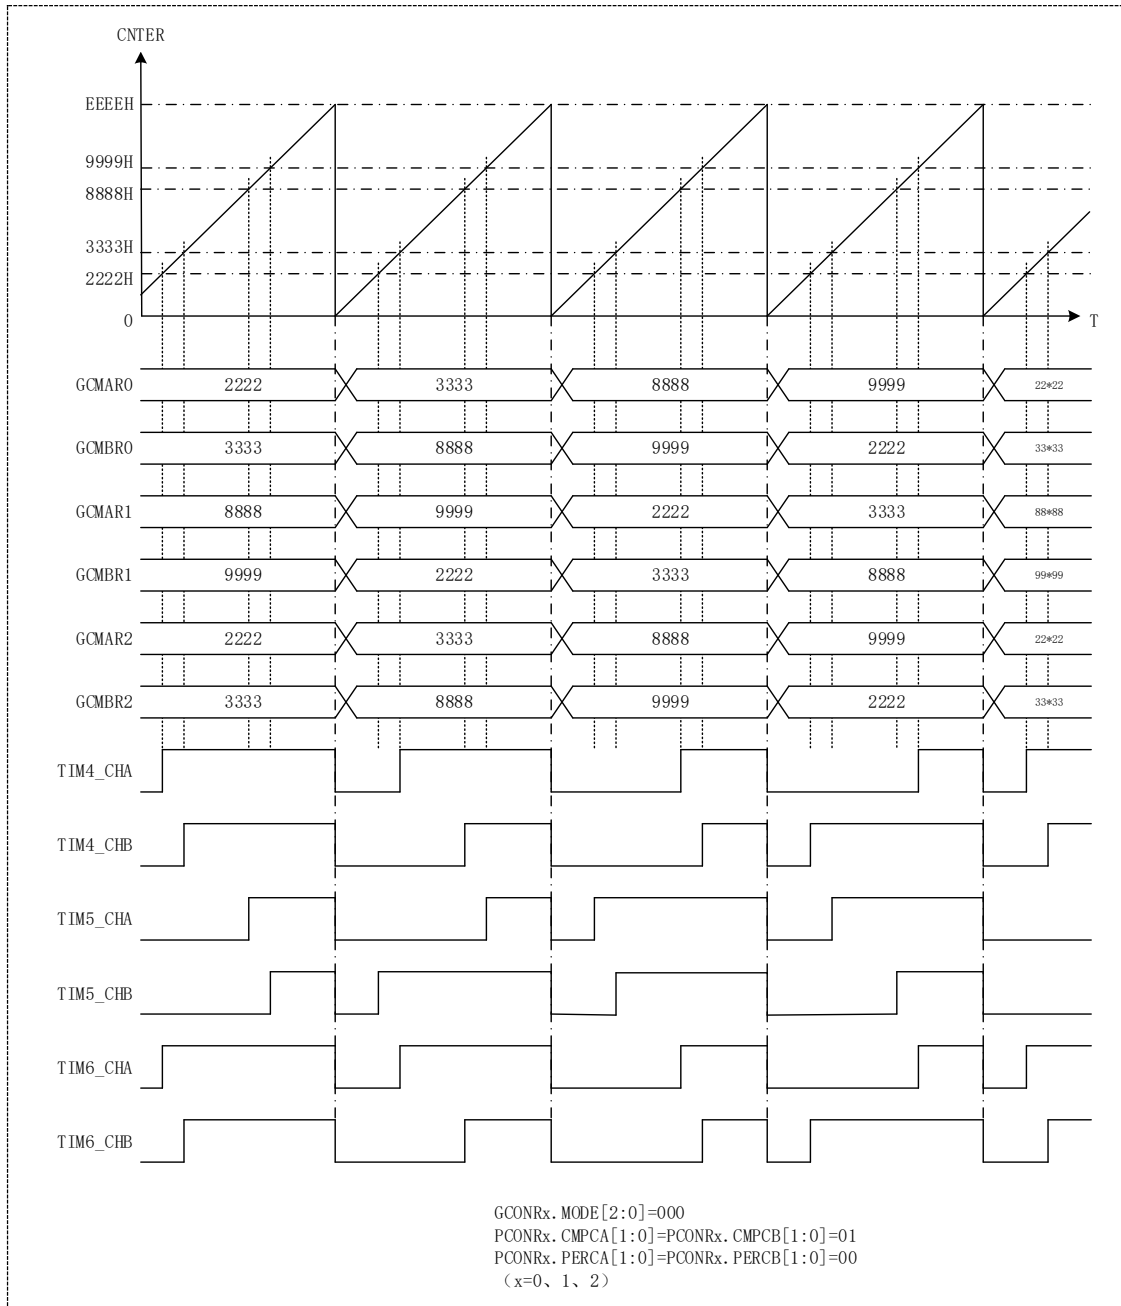 CNTER
EEEEH
9999H
8888H
3333H
2222H
0
T
GCMAR0 2222 3333 8888 9999 22*22
GCMBR0 3333 8888 9999 2222 33*33
GCMAR1 8888 9999 2222 3333 88*88
GCMBR1 9999 2222 3333 8888 99*99
GCMAR2 2222 3333 8888 9999 22*22
GCMBR2 3333 8888 9999 2222 33*33
TIM4_CHA
TIM4_CHB
TIM5_CHA
TIM5_CHB
TIM6_CHA
TIM6_CHB
GCONRx.MODE[2:0]=000
PCONRx.CMPCA[1:0]=PCONRx.CMPCB[1:0]=01
PCONRx.PERCA[1:0]=PCONRx.PERCB[1:0]=00
（x=0、1、2）